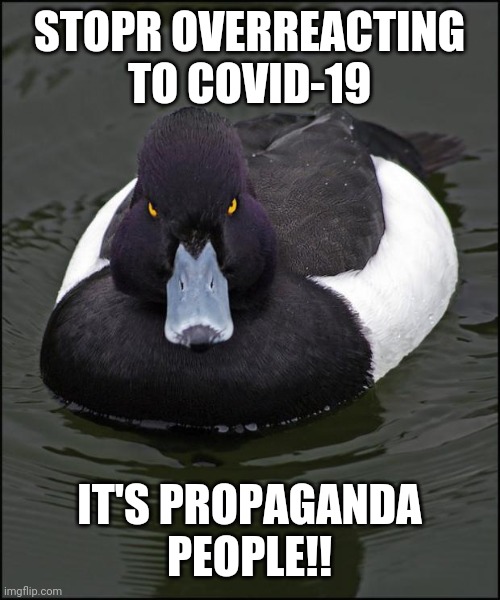 STOPR OVERREACTING
TO COVID-19
IT'S PROPAGANDA
PEOPLE!!
imgflip.com